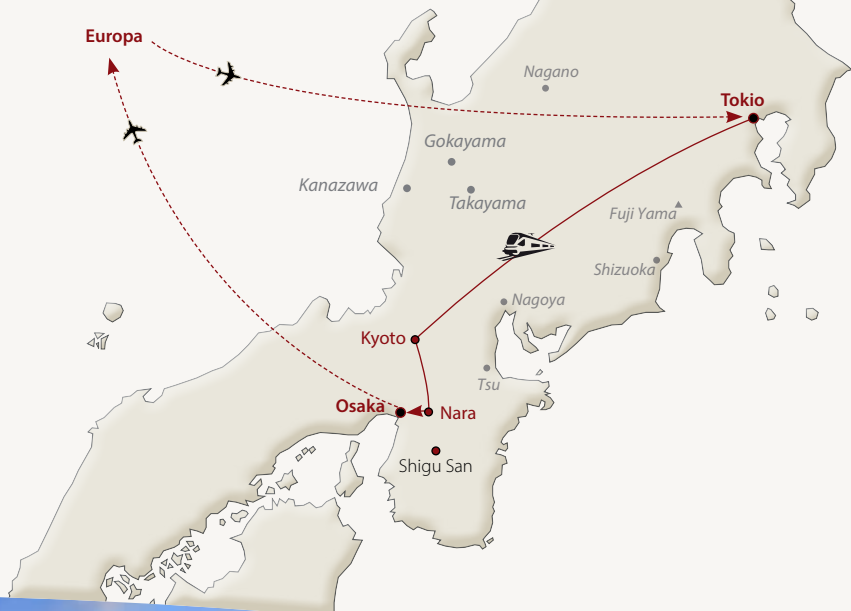 Europa
Nagano
Tokio
Gokayama
Kanazawa
Takayama
Fuji Yama
Shizuoka
Nagoya
Kyoto
Tsu
Osaka
Nara
Shigu San